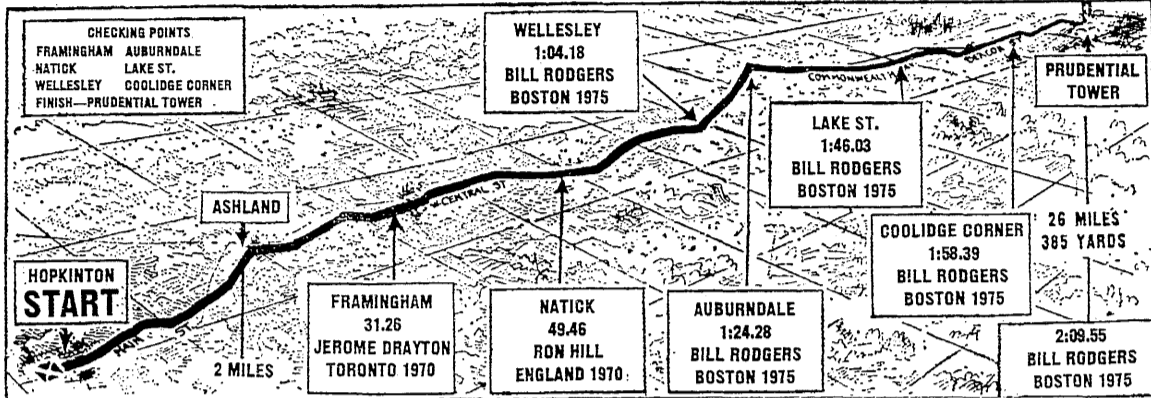 CHECKING POINTS
FRAMINGHAM AUBURNDALE
NATICK LAKE ST.
WELLESLEY COOLIDGE CORNER
FINISH—PRUDENTIAL TOWER
WELLESLEY
1:04.18
BILL RODGERS
BOSTON 1975
COMMONWEALTH
BEACON
PRUDENTIAL
TOWER
LAKE ST.
1:46.03
BILL RODGERS
BOSTON 1975
ASHLAND
CENTRAL ST
COOLIDGE CORNER
1:58.39
BILL RODGERS
BOSTON 1975
26 MILES
385 YARDS
HOPKINTON
START
MAIN ST
2 MILES
FRAMINGHAM
31.26
JEROME DRAYTON
TORONTO 1970
NATICK
49.46
RON HILL
ENGLAND 1970
AUBURNDALE
1:24.28
BILL RODGERS
BOSTON 1975
2:09.55
BILL RODGERS
BOSTON 1975